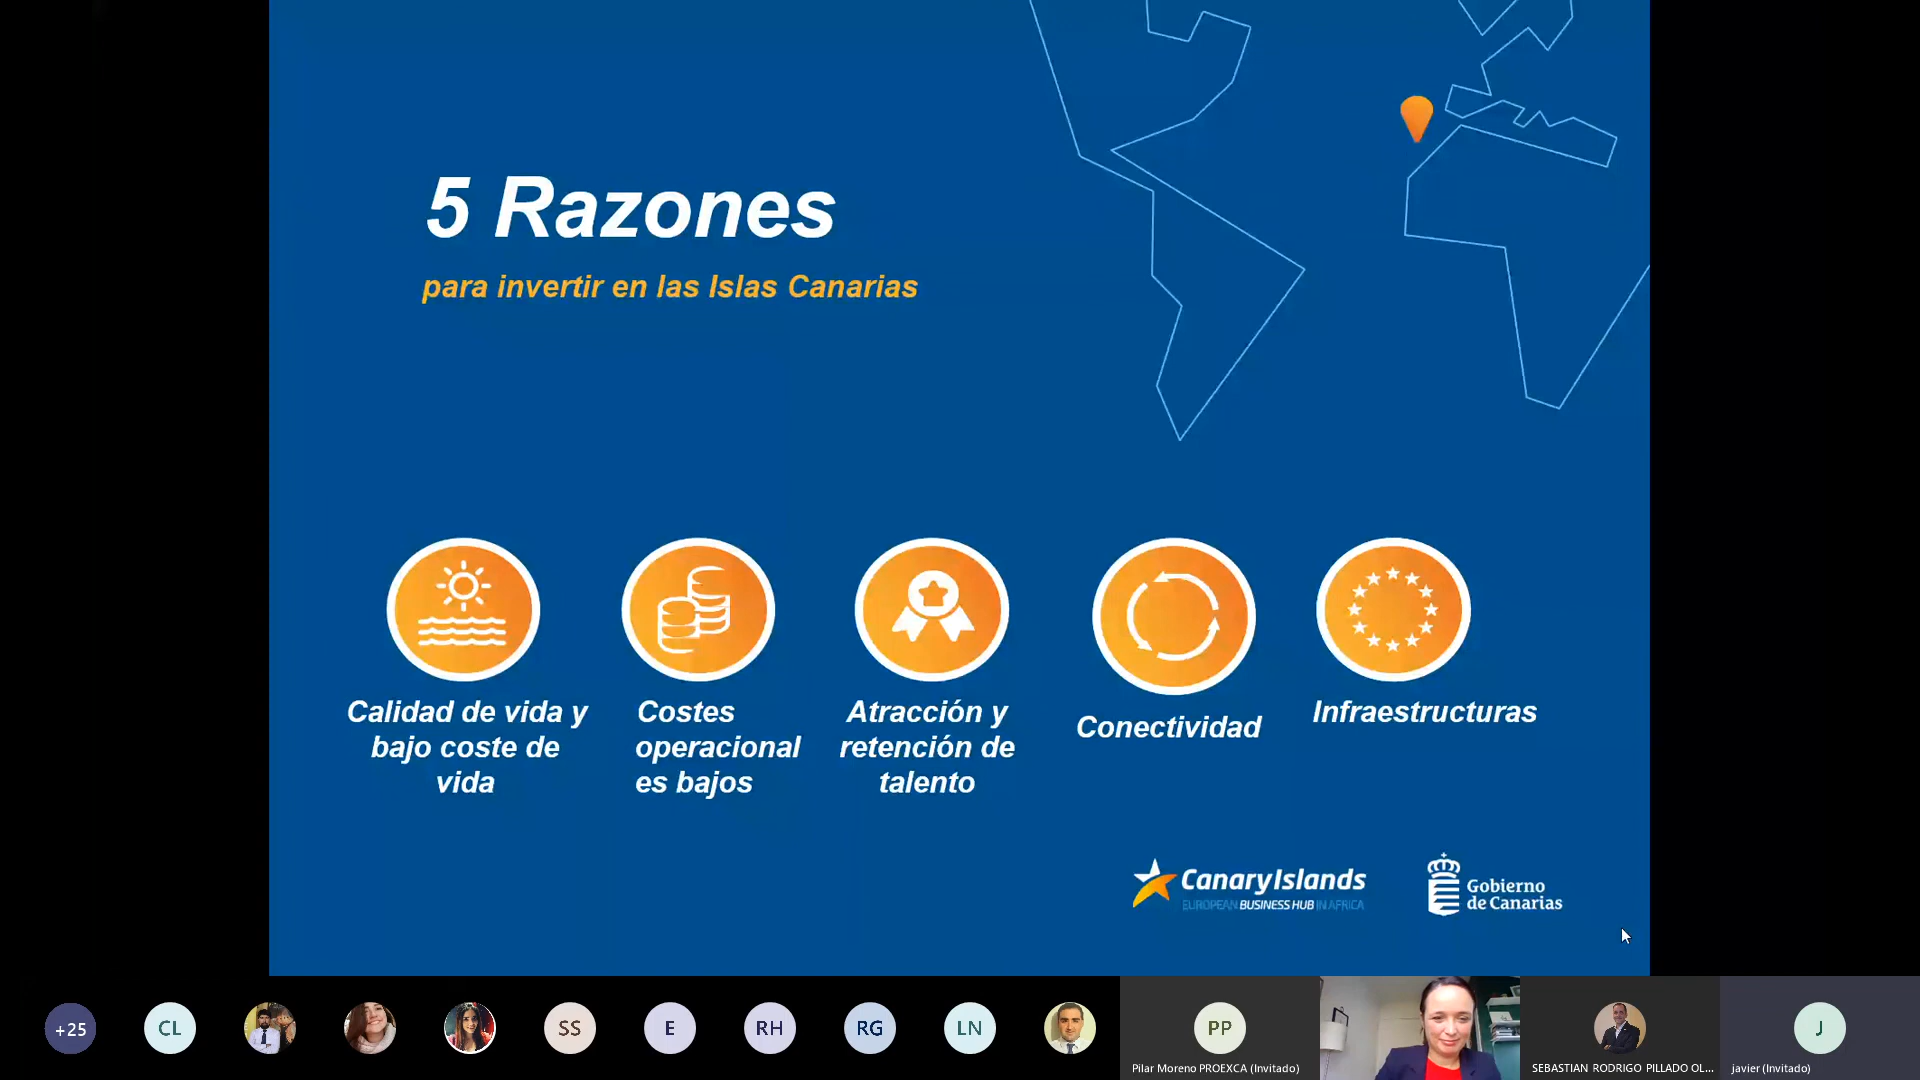 5 Razones
para invertir en las Islas Canarias
Calidad de vida y
bajo coste de
vida
Costes
operacional
es bajos
Atracción y
retención de
talento
Conectividad
Infraestructuras
Canary Islands
EUROPEAN BUSINESS HUB IN AFRICA
Gobierno
de Canarias
+25
CL
SS
E
RH
RG
LN
PP
Pilar Moreno PROEXCA (Invitado)
SEBASTIAN RODRIGO PILLADO OL...
J
javier (Invitado)